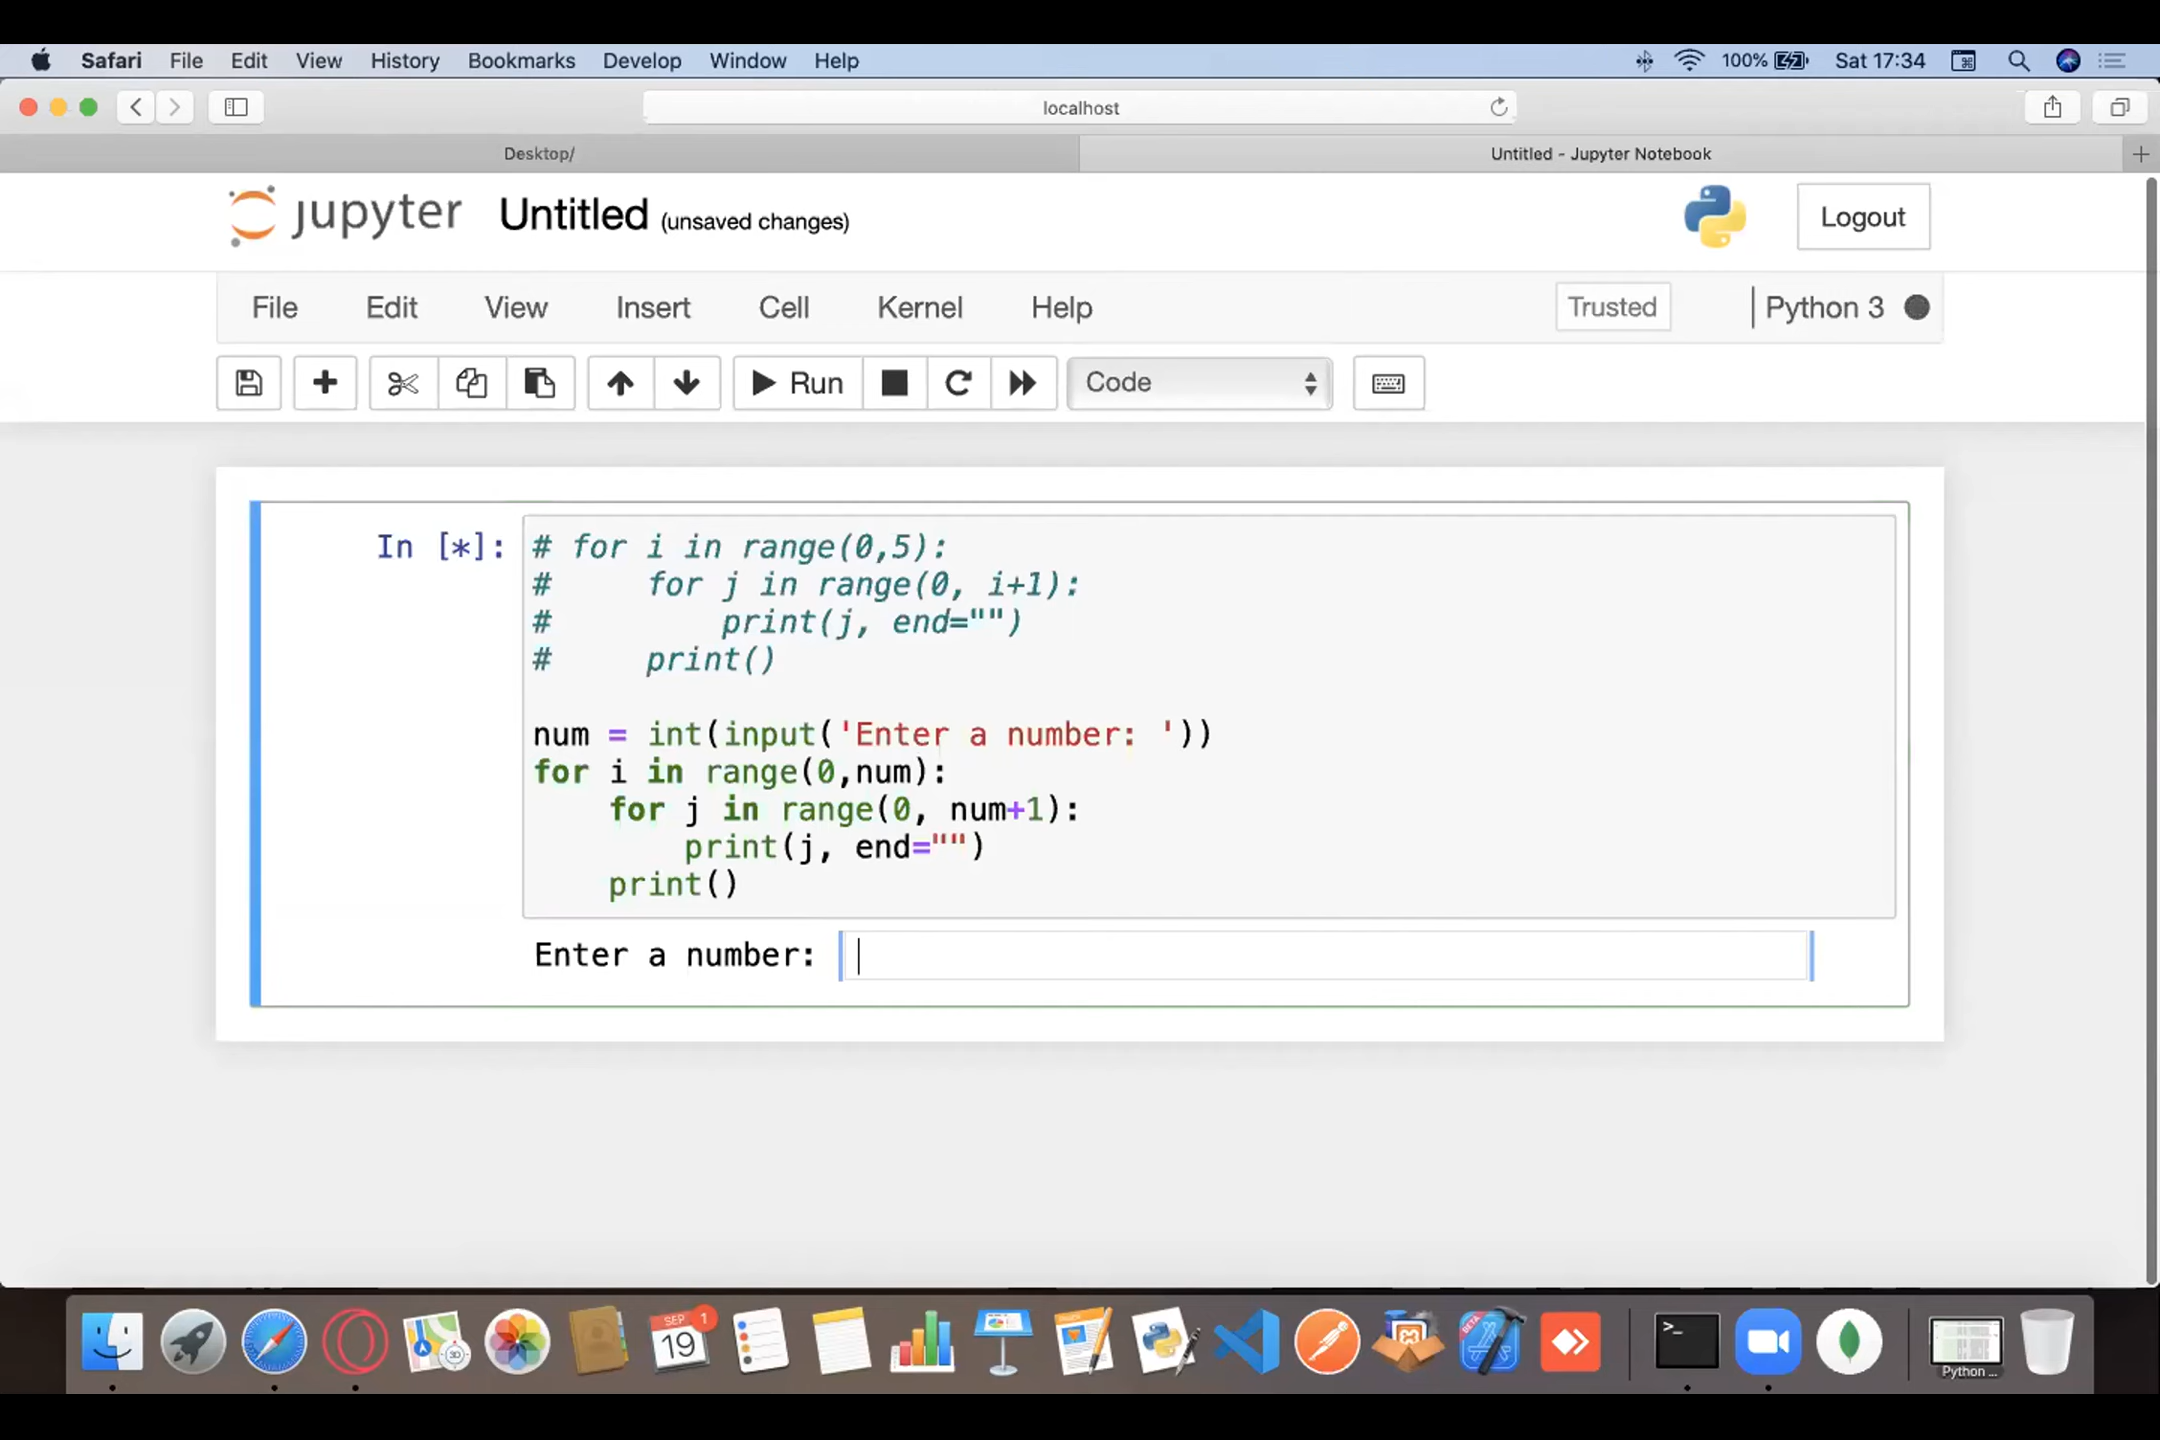 Safari File Edit View History Bookmarks Develop Window Help 100% Sat 17:34
localhost
Desktop/ Untitled - Jupyter Notebook
jupyter Untitled (unsaved changes) Logout
File Edit View Insert Cell Kernel Help Trusted Python 3
Run Code
In [*]: # for i in range(0,5):
#     for j in range(0, i+1):
#         print(j, end="")
#     print()
num = int(input('Enter a number: '))
for i in range(0,num):
    for j in range(0, num+1):
        print(j, end="")
    print()
Enter a number:
SEP 1
19
3D
BETA
>_
Python ...